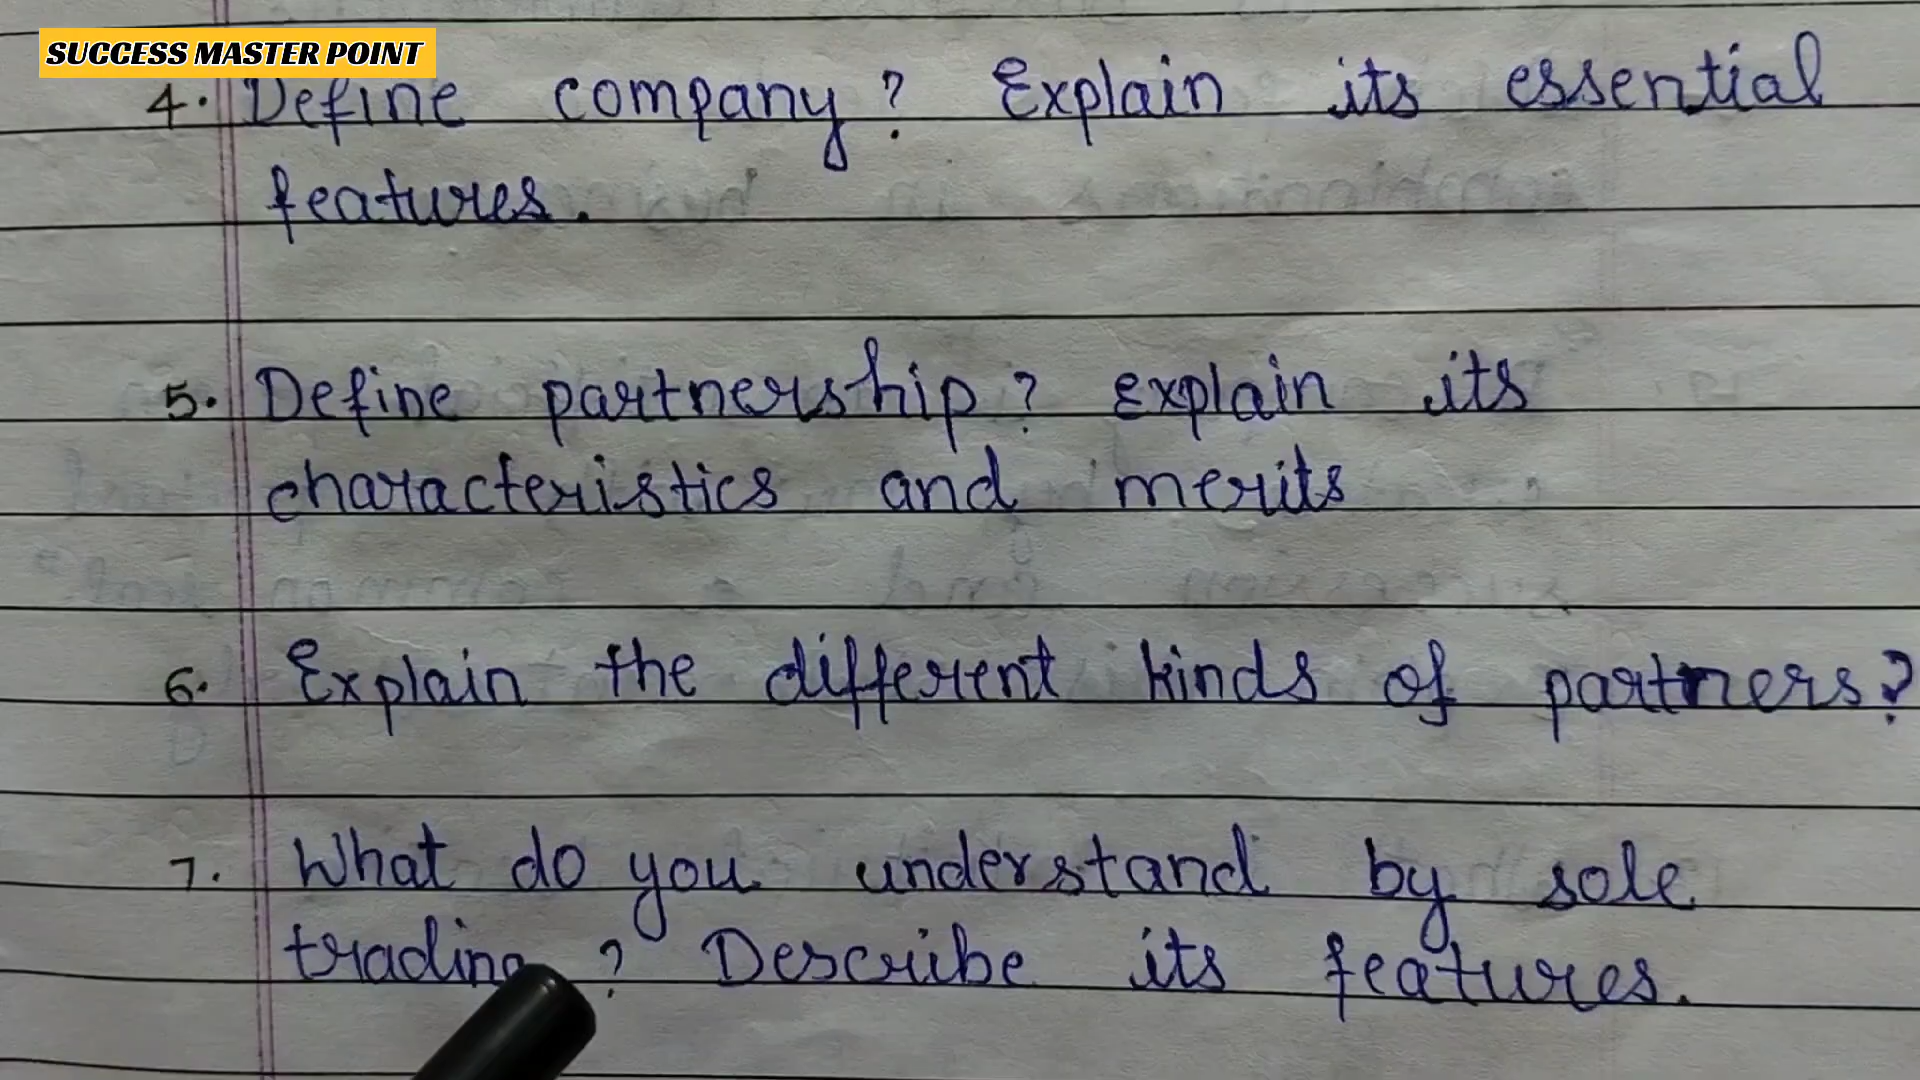 SUCCESS MASTER POINT
4. Define company? Explain its essential
features.
5. Define partnership? explain its
characteristics and merits
6. Explain the different kinds of partners?
7. What do you understand by sole
trading? Describe its features.